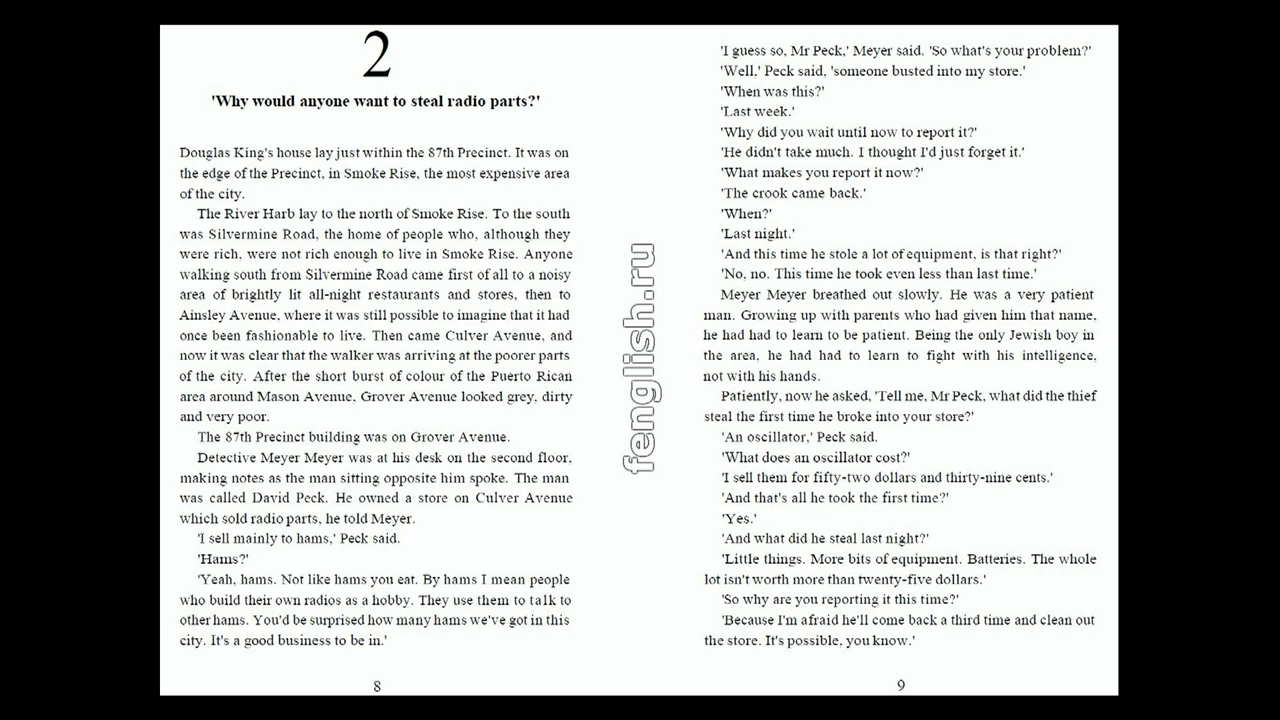 2
'Why would anyone want to steal radio parts?'
Douglas King's house lay just within the 87th Precinct. It was on
the edge of the Precinct, in Smoke Rise, the most expensive area
of the city.
The River Harb lay to the north of Smoke Rise. To the south
was Silvermine Road, the home of people who, although they
were rich, were not rich enough to live in Smoke Rise. Anyone
walking south from Silvermine Road came first of all to a noisy
area of brightly lit all-night restaurants and stores, then to
Ainsley Avenue, where it was still possible to imagine that it had
once been fashionable to live. Then came Culver Avenue, and
now it was clear that the walker was arriving at the poorer parts
of the city. After the short burst of colour of the Puerto Rican
area around Mason Avenue, Grover Avenue looked grey, dirty
and very poor.
The 87th Precinct building was on Grover Avenue.
Detective Meyer Meyer was at his desk on the second floor,
making notes as the man sitting opposite him spoke. The man
was called David Peck. He owned a store on Culver Avenue
which sold radio parts, he told Meyer.
'I sell mainly to hams,' Peck said.
'Hams?'
'Yeah, hams. Not like hams you eat. By hams I mean people
who build their own radios as a hobby. They use them to talk to
other hams. You'd be surprised how many hams we've got in this
city. It's a good business to be in.'
8
fenglish.ru
'I guess so, Mr Peck,' Meyer said. 'So what's your problem?'
'Well,' Peck said, 'someone busted into my store.'
'When was this?'
'Last week.'
'Why did you wait until now to report it?'
'He didn't take much. I thought I'd just forget it.'
'What makes you report it now?'
'The crook came back.'
'When?'
'Last night.'
'And this time he stole a lot of equipment, is that right?'
'No, no. This time he took even less than last time.'
Meyer Meyer breathed out slowly. He was a very patient
man. Growing up with parents who had given him that name,
he had had to learn to be patient. Being the only Jewish boy in
the area, he had had to learn to fight with his intelligence,
not with his hands.
Patiently, now he asked, 'Tell me, Mr Peck, what did the thief
steal the first time he broke into your store?'
'An oscillator,' Peck said.
'What does an oscillator cost?'
'I sell them for fifty-two dollars and thirty-nine cents.'
'And that's all he took the first time?'
'Yes.'
'And what did he steal last night?'
'Little things. More bits of equipment. Batteries. The whole
lot isn't worth more than twenty-five dollars.'
'So why are you reporting it this time?'
'Because I'm afraid he'll come back a third time and clean out
the store. It's possible, you know.'
9